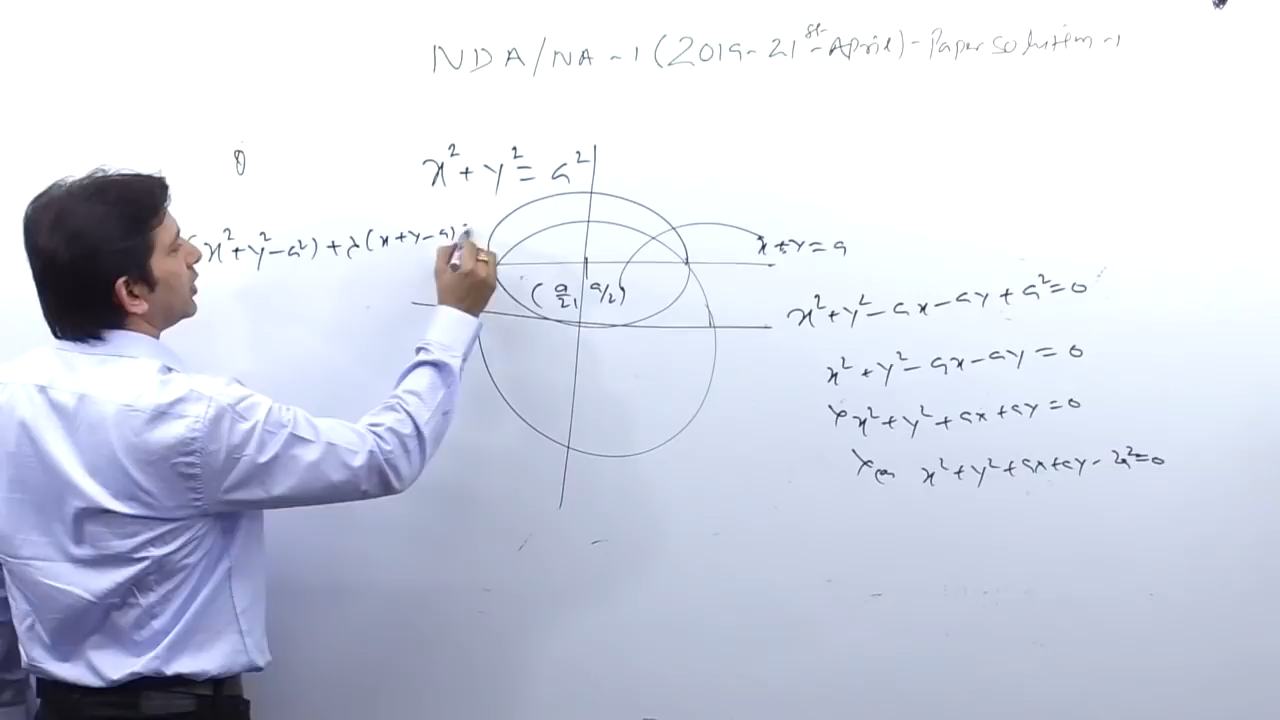 NDA/NA-1 (2019-21st-April)-Paper solution-1
x²+y²=a²
(x²+y²-a²)+λ(x+y-a)=
x+y=a
(a/2, a/2)
x²+y²-ax-ay+a²=0
x²+y²-ax-ay=0
x²+y²+ax+ay=0
x²+y²+ax+ay-2a²=0